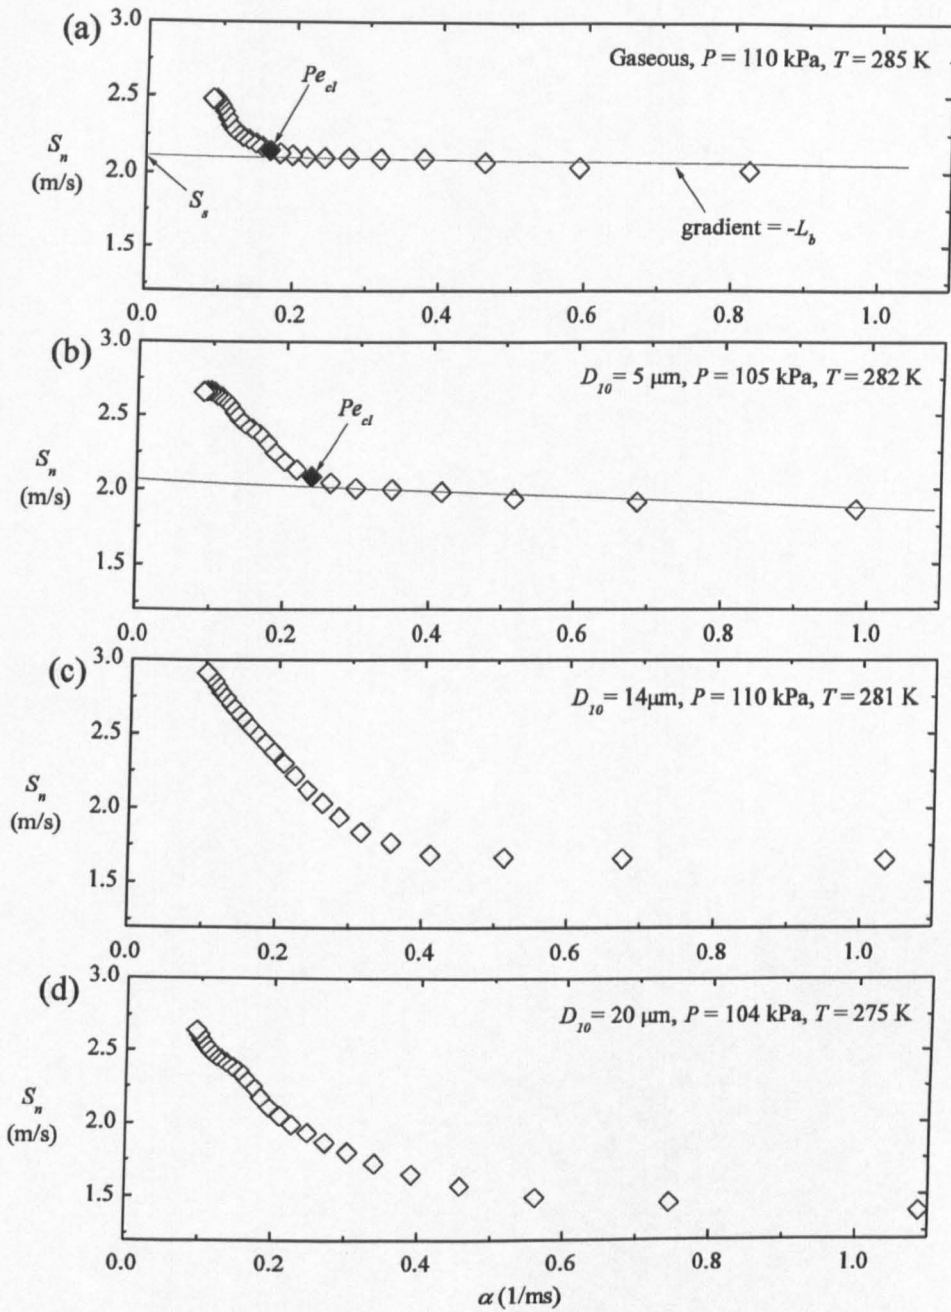 (a)
3.0
2.5
2.0
1.5
S_n
(m/s)
Gaseous, P = 110 kPa, T = 285 K
Pe_cl
S_s
gradient = -L_b
0.0 0.2 0.4 0.6 0.8 1.0
(b)
3.0
2.5
2.0
1.5
S_n
(m/s)
D_10 = 5 μm, P = 105 kPa, T = 282 K
Pe_cl
0.0 0.2 0.4 0.6 0.8 1.0
(c)
3.0
2.5
2.0
1.5
S_n
(m/s)
D_10 = 14μm, P = 110 kPa, T = 281 K
0.0 0.2 0.4 0.6 0.8 1.0
(d)
3.0
2.5
2.0
1.5
S_n
(m/s)
D_10 = 20 μm, P = 104 kPa, T = 275 K
0.0 0.2 0.4 0.6 0.8 1.0
α (1/ms)